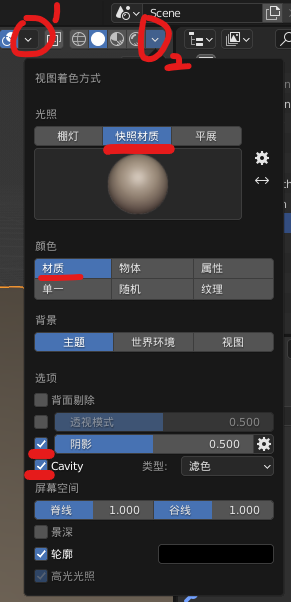 1
Scene
2
视图着色方式
光照
棚灯 快照材质 平展
颜色
材质 物体 属性
单一 随机 纹理
背景
主题 世界环境 视图
选项
背面剔除
透视模式 0.500
阴影 0.500
Cavity 类型: 滤色
屏幕空间
脊线 1.000 谷线 1.000
景深
轮廓
高光光照